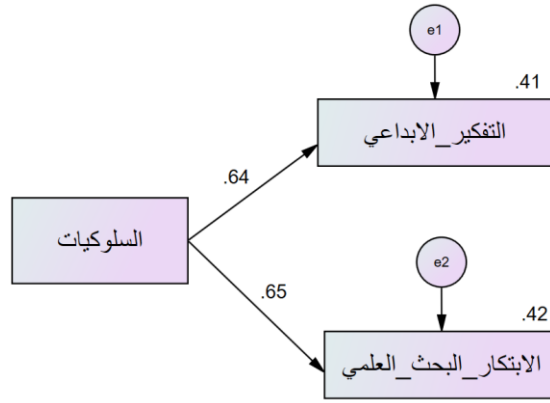 e1
.41
التفكير_الابداعي
.64
السلوكيات
.65
e2
.42
الابتكار_البحث_العلمي